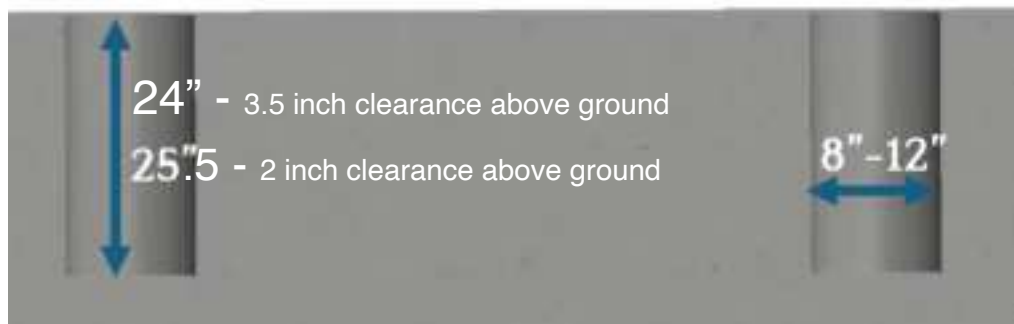 24” - 3.5 inch clearance above ground
25".5 - 2 inch clearance above ground
8"-12"